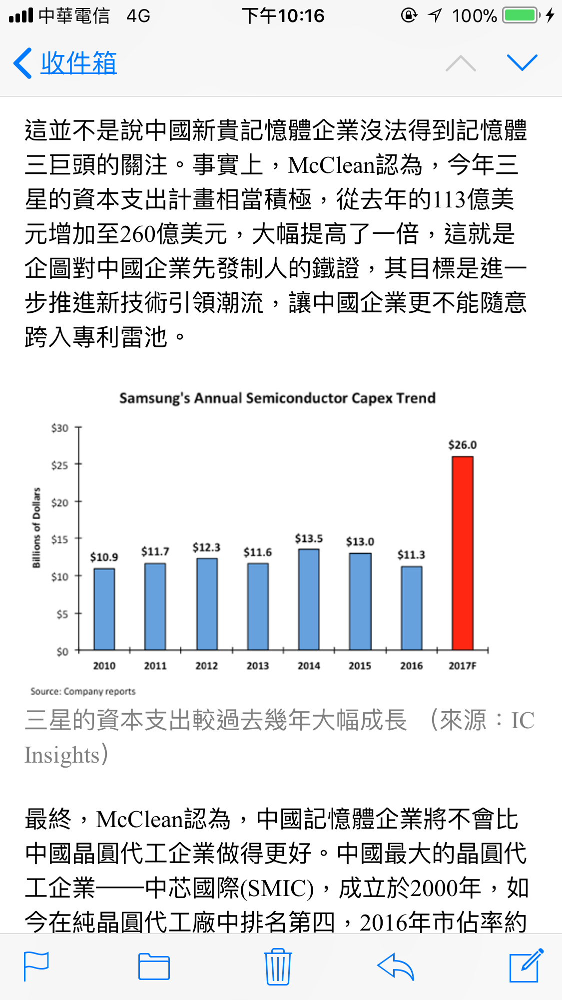 中華電信 4G 下午10:16 100%
收件箱
這並不是說中國新貴記憶體企業沒法得到記憶體
三巨頭的關注。事實上，McClean認為，今年三
星的資本支出計畫相當積極，從去年的113億美
元增加至260億美元，大幅提高了一倍，這就是
企圖對中國企業先發制人的鐵證，其目標是進一
步推進新技術引領潮流，讓中國企業更不能隨意
跨入專利雷池。
Samsung's Annual Semiconductor Capex Trend
Billions of Dollars
$30
$25
$20
$15
$10
$5
$0
$10.9
$11.7
$12.3
$11.6
$13.5
$13.0
$11.3
$26.0
2010 2011 2012 2013 2014 2015 2016 2017F
Source: Company reports
三星的資本支出較過去幾年大幅成長 （來源：IC
Insights）
最終，McClean認為，中國記憶體企業將不會比
中國晶圓代工企業做得更好。中國最大的晶圓代
工企業——中芯國際(SMIC)，成立於2000年，如
今在純晶圓代工廠中排名第四，2016年市佔率約